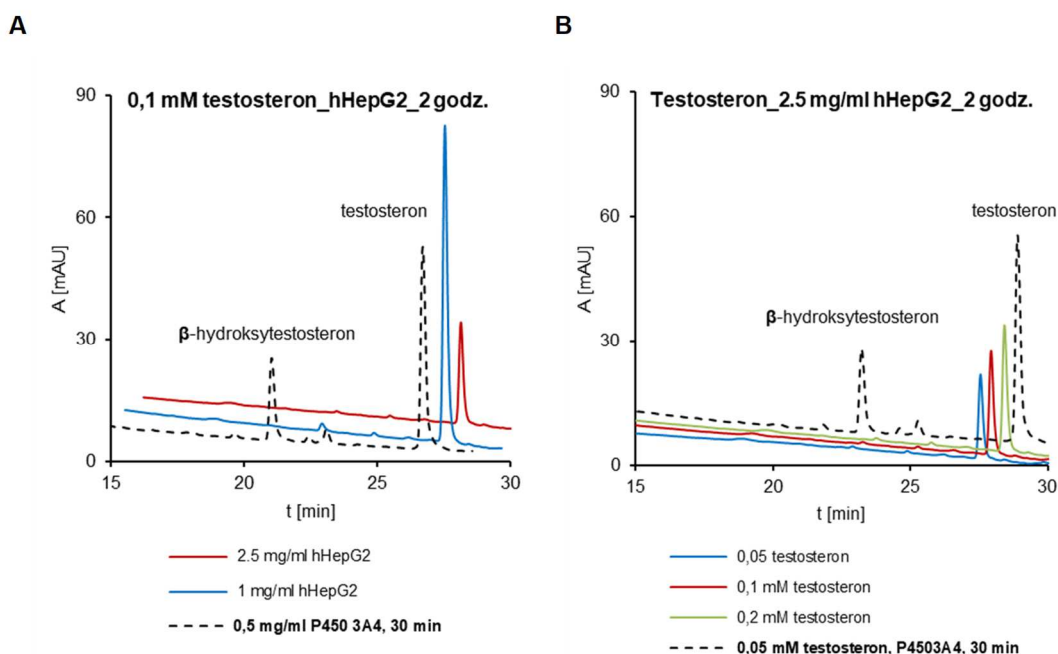 A
0,1 mM testosteron_hHepG2_2 godz.
90
60
30
0
A [mAU]
testosteron
β-hydroksytestosteron
15 20 25 30
t [min]
2.5 mg/ml hHepG2
1 mg/ml hHepG2
0,5 mg/ml P450 3A4, 30 min
B
Testosteron_2.5 mg/ml hHepG2_2 godz.
90
60
30
0
A [mAU]
testosteron
β-hydroksytestosteron
15 20 25 30
t [min]
0,05 testosteron
0,1 mM testosteron
0,2 mM testosteron
0,05 mM testosteron, P4503A4, 30 min